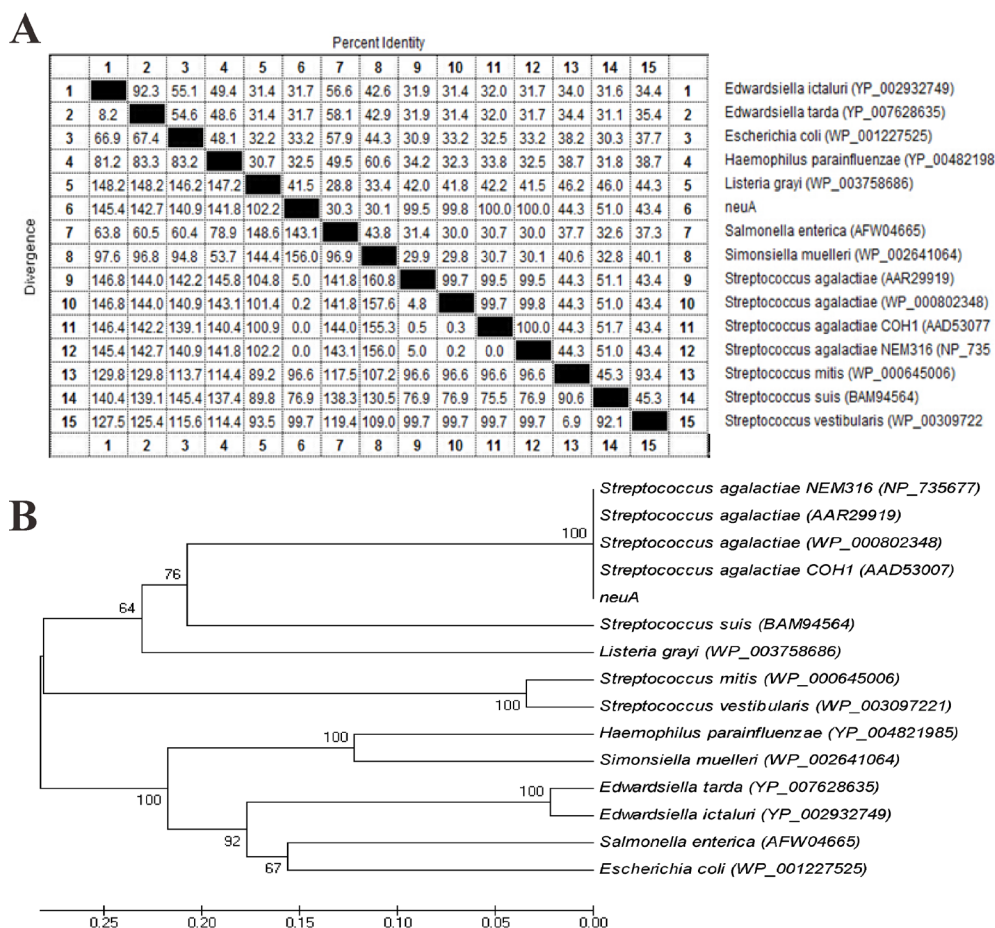 A
Percent Identity
1 2 3 4 5 6 7 8 9 10 11 12 13 14 15
1 92.3 55.1 49.4 31.4 31.7 56.6 42.6 31.9 31.4 32.0 31.7 34.0 31.6 34.4 1 Edwardsiella ictaluri (YP_002932749)
2 8.2 54.6 48.6 31.4 31.7 58.1 42.9 31.9 31.4 32.0 31.7 34.4 31.1 35.4 2 Edwardsiella tarda (YP_007628635)
3 66.9 67.4 48.1 32.2 33.2 57.9 44.3 30.9 33.2 32.5 33.2 38.2 30.3 37.7 3 Escherichia coli (WP_001227525)
4 81.2 83.3 83.2 30.7 32.5 49.5 60.6 34.2 32.3 33.8 32.5 38.7 31.8 38.7 4 Haemophilus parainfluenzae (YP_00482198
5 148.2 148.2 146.2 147.2 41.5 28.8 33.4 42.0 41.8 42.2 41.5 46.2 46.0 44.3 5 Listeria grayi (WP_003758686)
6 145.4 142.7 140.9 141.8 102.2 30.3 30.1 99.5 99.8 100.0 100.0 44.3 51.0 43.4 6 neuA
7 63.8 60.5 60.4 78.9 148.6 143.1 43.8 31.4 30.0 30.7 30.0 37.7 32.6 37.3 7 Salmonella enterica (AFW04665)
8 97.6 96.8 94.8 53.7 144.4 156.0 96.9 29.9 29.8 30.7 30.1 40.6 32.8 40.1 8 Simonsiella muelleri (WP_002641064)
9 146.8 144.0 142.2 145.8 104.8 5.0 141.8 160.8 99.7 99.5 99.5 44.3 51.1 43.4 9 Streptococcus agalactiae (AAR29919)
10 146.8 144.0 140.9 143.1 101.4 0.2 141.8 157.6 4.8 99.7 99.8 44.3 51.0 43.4 10 Streptococcus agalactiae (WP_000802348)
11 146.4 142.2 139.1 140.4 100.9 0.0 144.0 155.3 0.5 0.3 100.0 44.3 51.7 43.4 11 Streptococcus agalactiae COH1 (AAD53077
12 145.4 142.7 140.9 141.8 102.2 0.0 143.1 156.0 5.0 0.2 0.0 44.3 51.0 43.4 12 Streptococcus agalactiae NEM316 (NP_735
13 129.8 129.8 113.7 114.4 89.2 96.6 117.5 107.2 96.6 96.6 96.6 96.6 45.3 93.4 13 Streptococcus mitis (WP_000645006)
14 140.4 139.1 145.4 137.4 89.8 76.9 138.3 130.5 76.9 76.9 75.5 76.9 90.6 45.3 14 Streptococcus suis (BAM94564)
15 127.5 125.4 115.6 114.4 93.5 99.7 119.4 109.0 99.7 99.7 99.7 99.7 6.9 92.1 15 Streptococcus vestibularis (WP_00309722
1 2 3 4 5 6 7 8 9 10 11 12 13 14 15
Divergence
B
Streptococcus agalactiae NEM316 (NP_735677)
Streptococcus agalactiae (AAR29919)
100 Streptococcus agalactiae (WP_000802348)
Streptococcus agalactiae COH1 (AAD53007)
76
neuA
64
Streptococcus suis (BAM94564)
Listeria grayi (WP_003758686)
Streptococcus mitis (WP_000645006)
100 Streptococcus vestibularis (WP_003097221)
Haemophilus parainfluenzae (YP_004821985)
100
Simonsiella muelleri (WP_002641064)
Edwardsiella tarda (YP_007628635)
100 100
Edwardsiella ictaluri (YP_002932749)
92 Salmonella enterica (AFW04665)
67 Escherichia coli (WP_001227525)
0.25 0.20 0.15 0.10 0.05 0.00